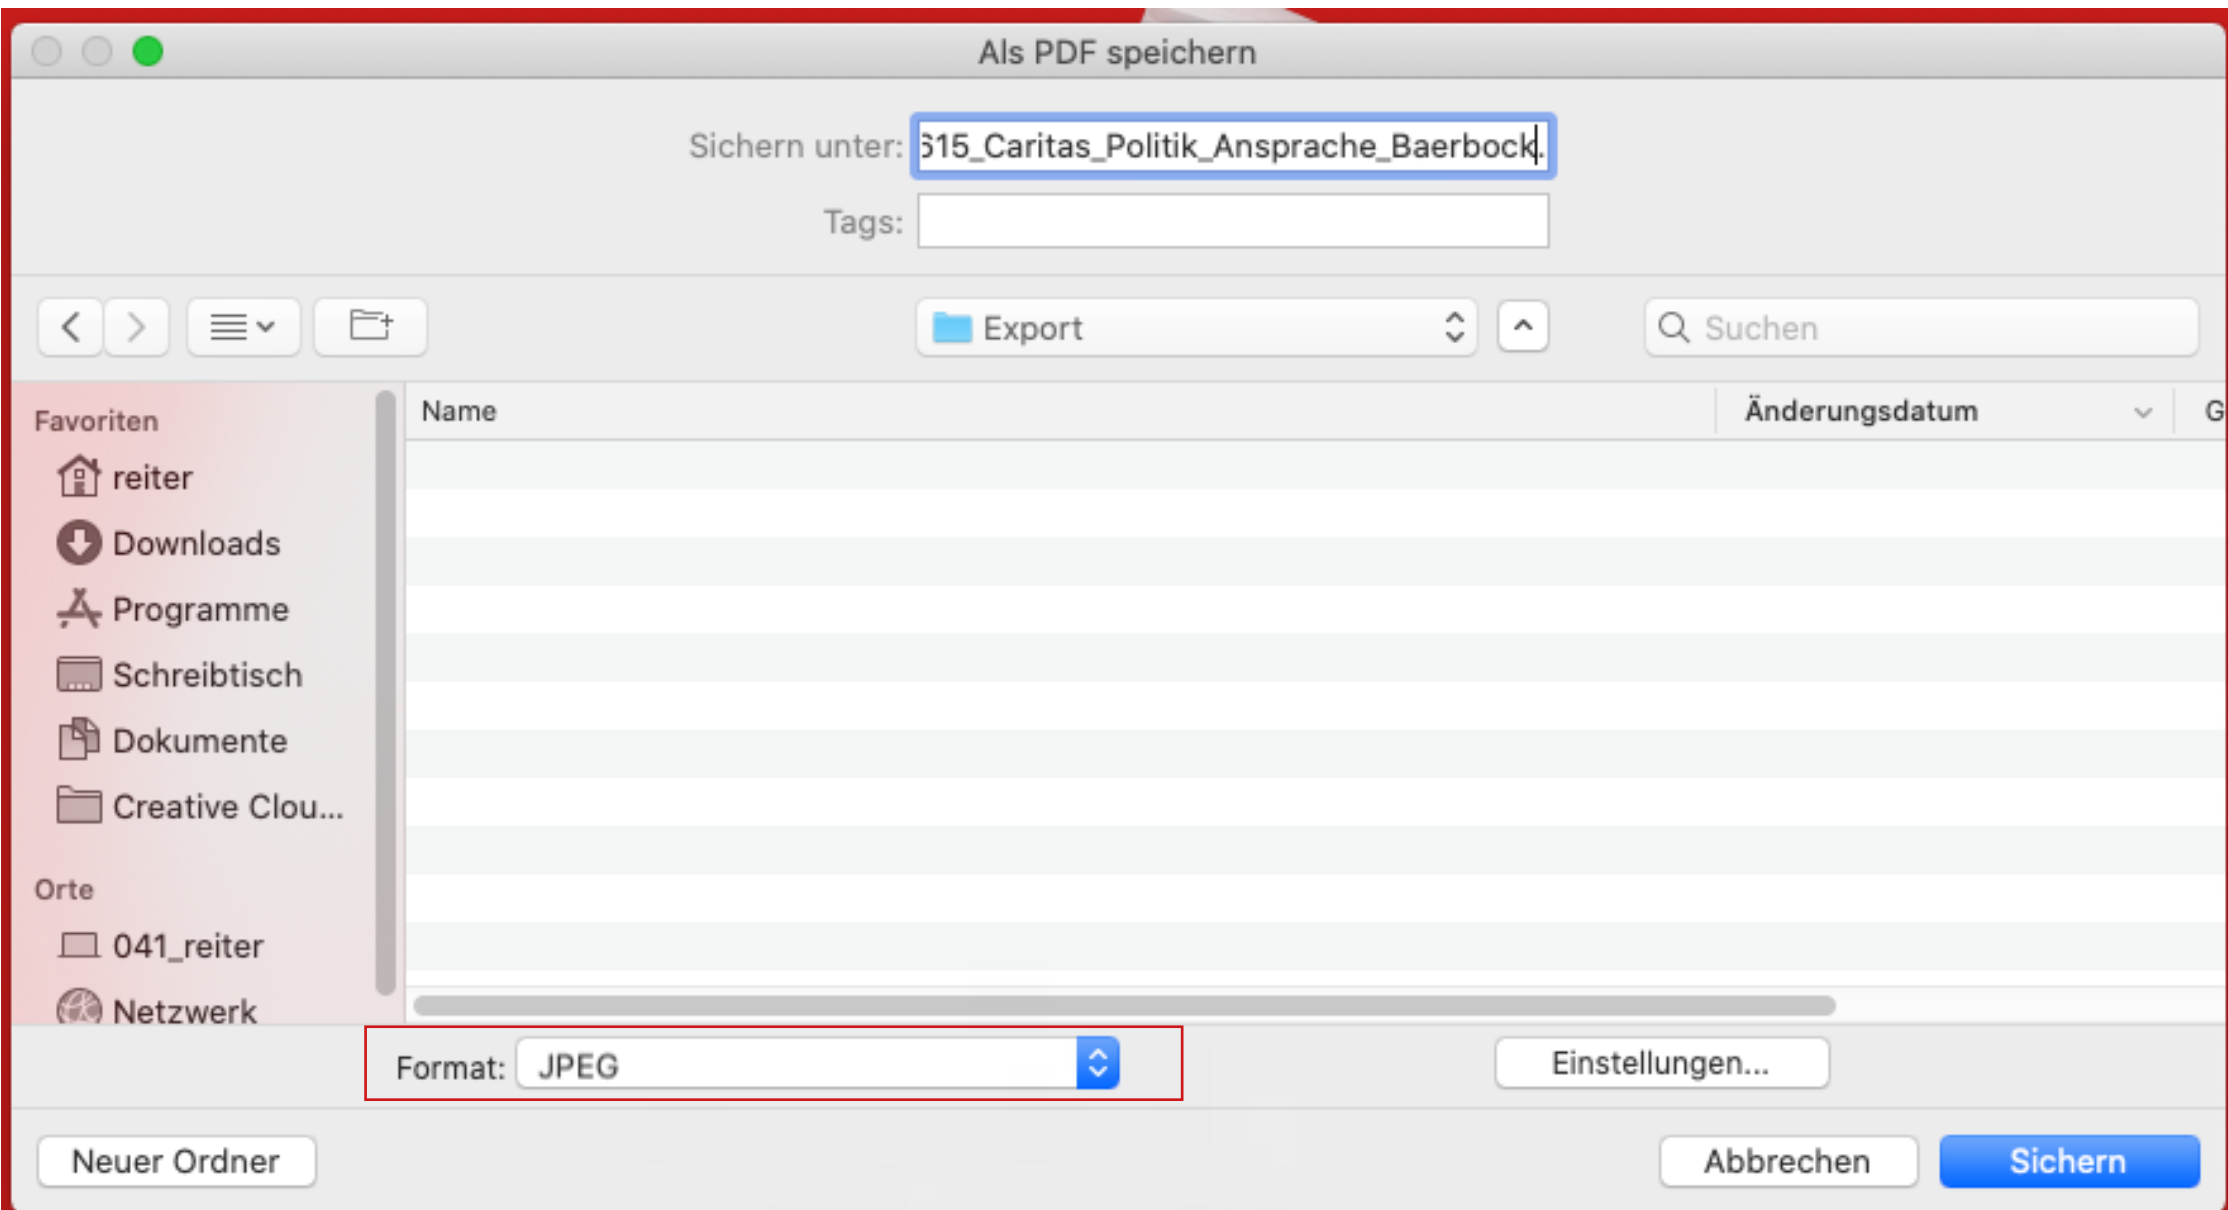 Als PDF speichern
Sichern unter: 615_Caritas_Politik_Ansprache_Baerbock.
Tags:
Export
Suchen
Favoriten
Name
Änderungsdatum
G
reiter
Downloads
Programme
Schreibtisch
Dokumente
Creative Clou...
Orte
041_reiter
Netzwerk
Format: JPEG
Einstellungen...
Neuer Ordner
Abbrechen
Sichern